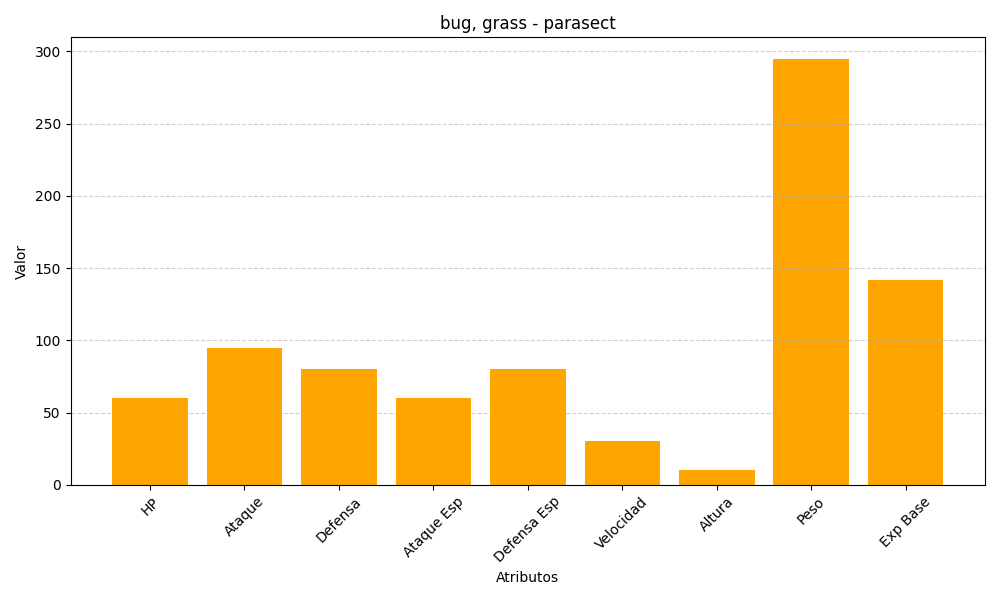 bug, grass - parasect
300
250
200
150
100
50
0
Valor
HP
Ataque
Defensa
Ataque Esp
Defensa Esp
Velocidad
Altura
Peso
Exp Base
Atributos